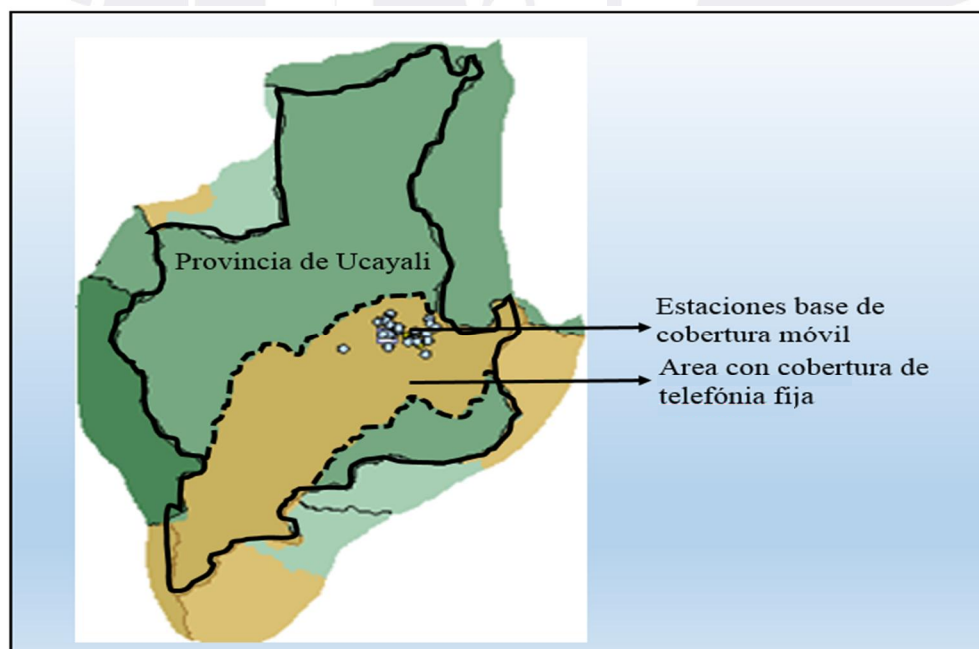 Provincia de Ucayali
Estaciones base de
cobertura móvil
Area con cobertura de
telefónia fija